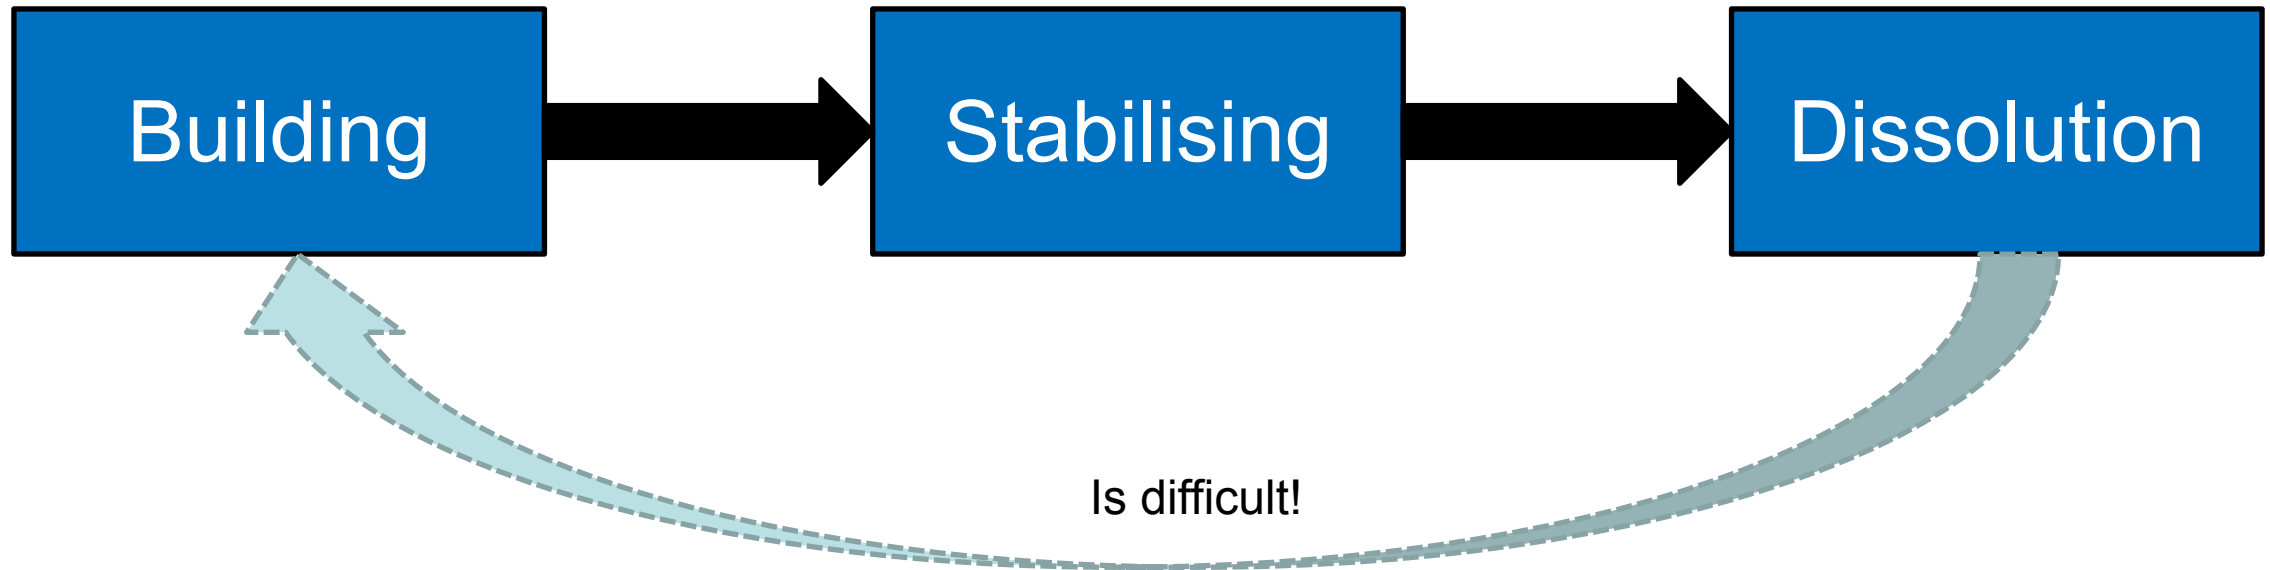 Building
Stabilising
Dissolution
Is difficult!